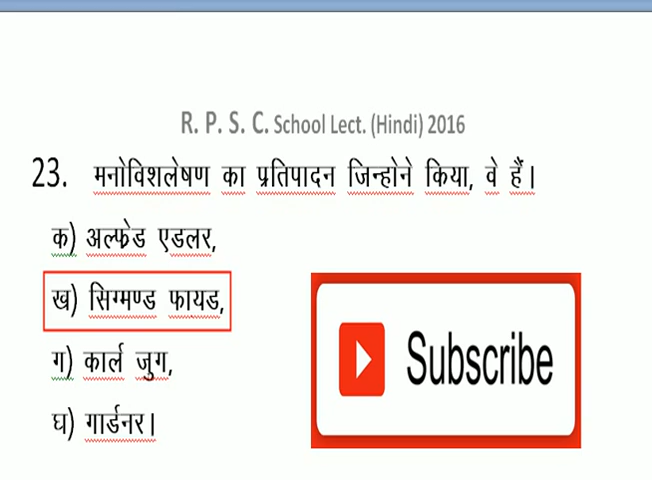 R. P. S. C. School Lect. (Hindi) 2016
23. मनोविशलेषण का प्रतिपादन जिन्होने किया, वे हैं।
क) अल्फेड एडलर,
ख) सिग्मण्ड फायड,
ग) कार्ल जुग,
घ) गार्डनर।
Subscribe